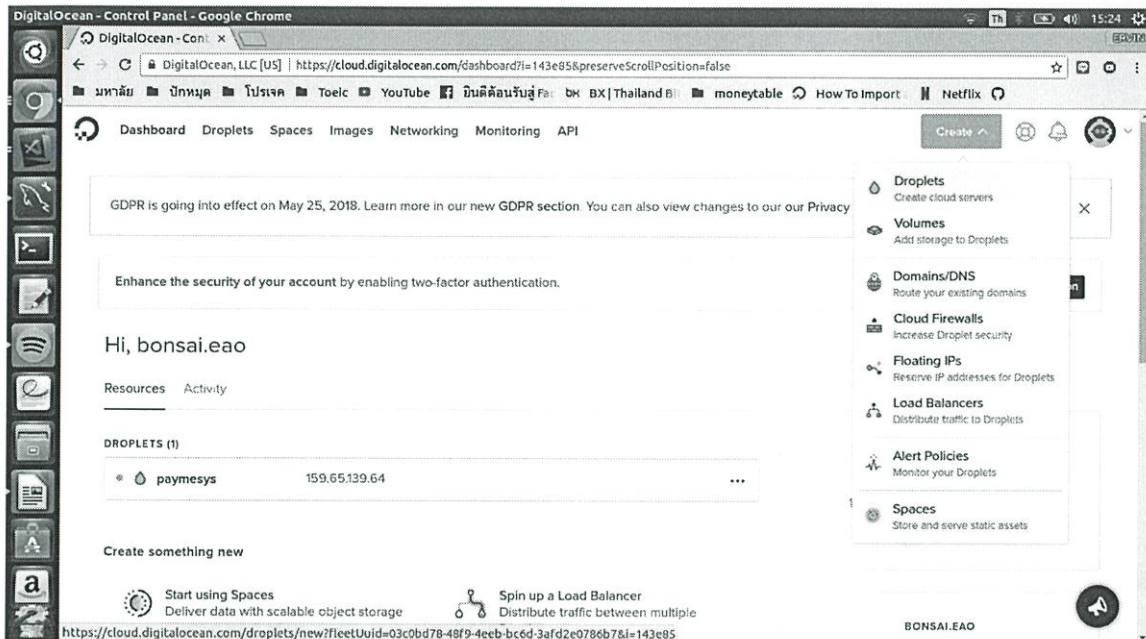 DigitalOcean - Control Panel - Google Chrome
Th
15:24
DigitalOcean - Cont
ERVIN
DigitalOcean, LLC [US] | https://cloud.digitalocean.com/dashboard?i=143e85&preserveScrollPosition=false
มหาลัย ปักหมุด โปรเจค Toeic YouTube ยินดีต้อนรับสู่ Fac BX | Thailand Bi moneytable How To Import Netflix
Dashboard Droplets Spaces Images Networking Monitoring API
Create
GDPR is going into effect on May 25, 2018. Learn more in our new GDPR section. You can also view changes to our our Privacy
Enhance the security of your account by enabling two-factor authentication.
Hi, bonsai.eao
Resources Activity
DROPLETS (1)
paymesys 159.65.139.64
Create something new
Start using Spaces
Deliver data with scalable object storage
Spin up a Load Balancer
Distribute traffic between multiple
Droplets
Create cloud servers
Volumes
Add storage to Droplets
Domains/DNS
Route your existing domains
Cloud Firewalls
Increase Droplet security
Floating IPs
Reserve IP addresses for Droplets
Load Balancers
Distribute traffic to Droplets
Alert Policies
Monitor your Droplets
Spaces
Store and serve static assets
BONSAI.EAO
https://cloud.digitalocean.com/droplets/new?fleetUuid=03c0bd78-48f9-4eeb-bc6d-3afd2e0786b7&i=143e85